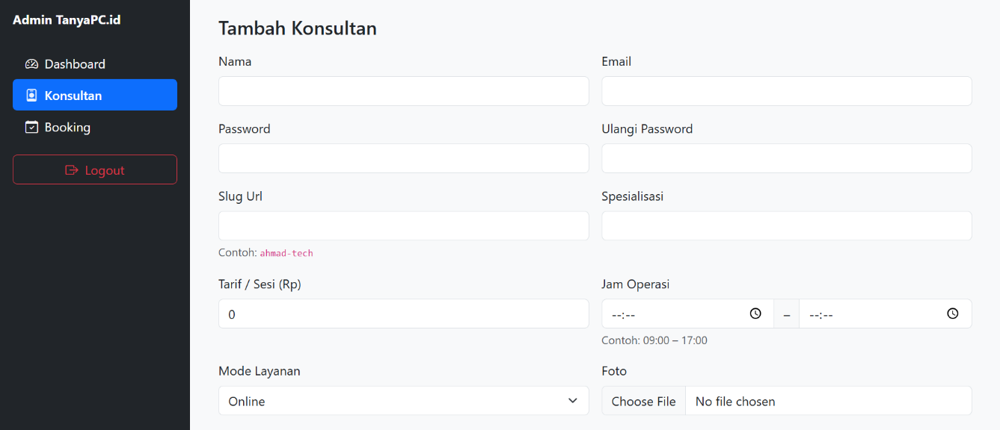 Admin TanyaPC.id
Dashboard
Konsultan
Booking
Logout
Tambah Konsultan
Nama
Email
Password
Ulangi Password
Slug Url
Spesialisasi
Contoh: ahmad-tech
Tarif / Sesi (Rp)
Jam Operasi
0
--:--
–
--:--
Contoh: 09:00 – 17:00
Mode Layanan
Foto
Online
Choose File
No file chosen